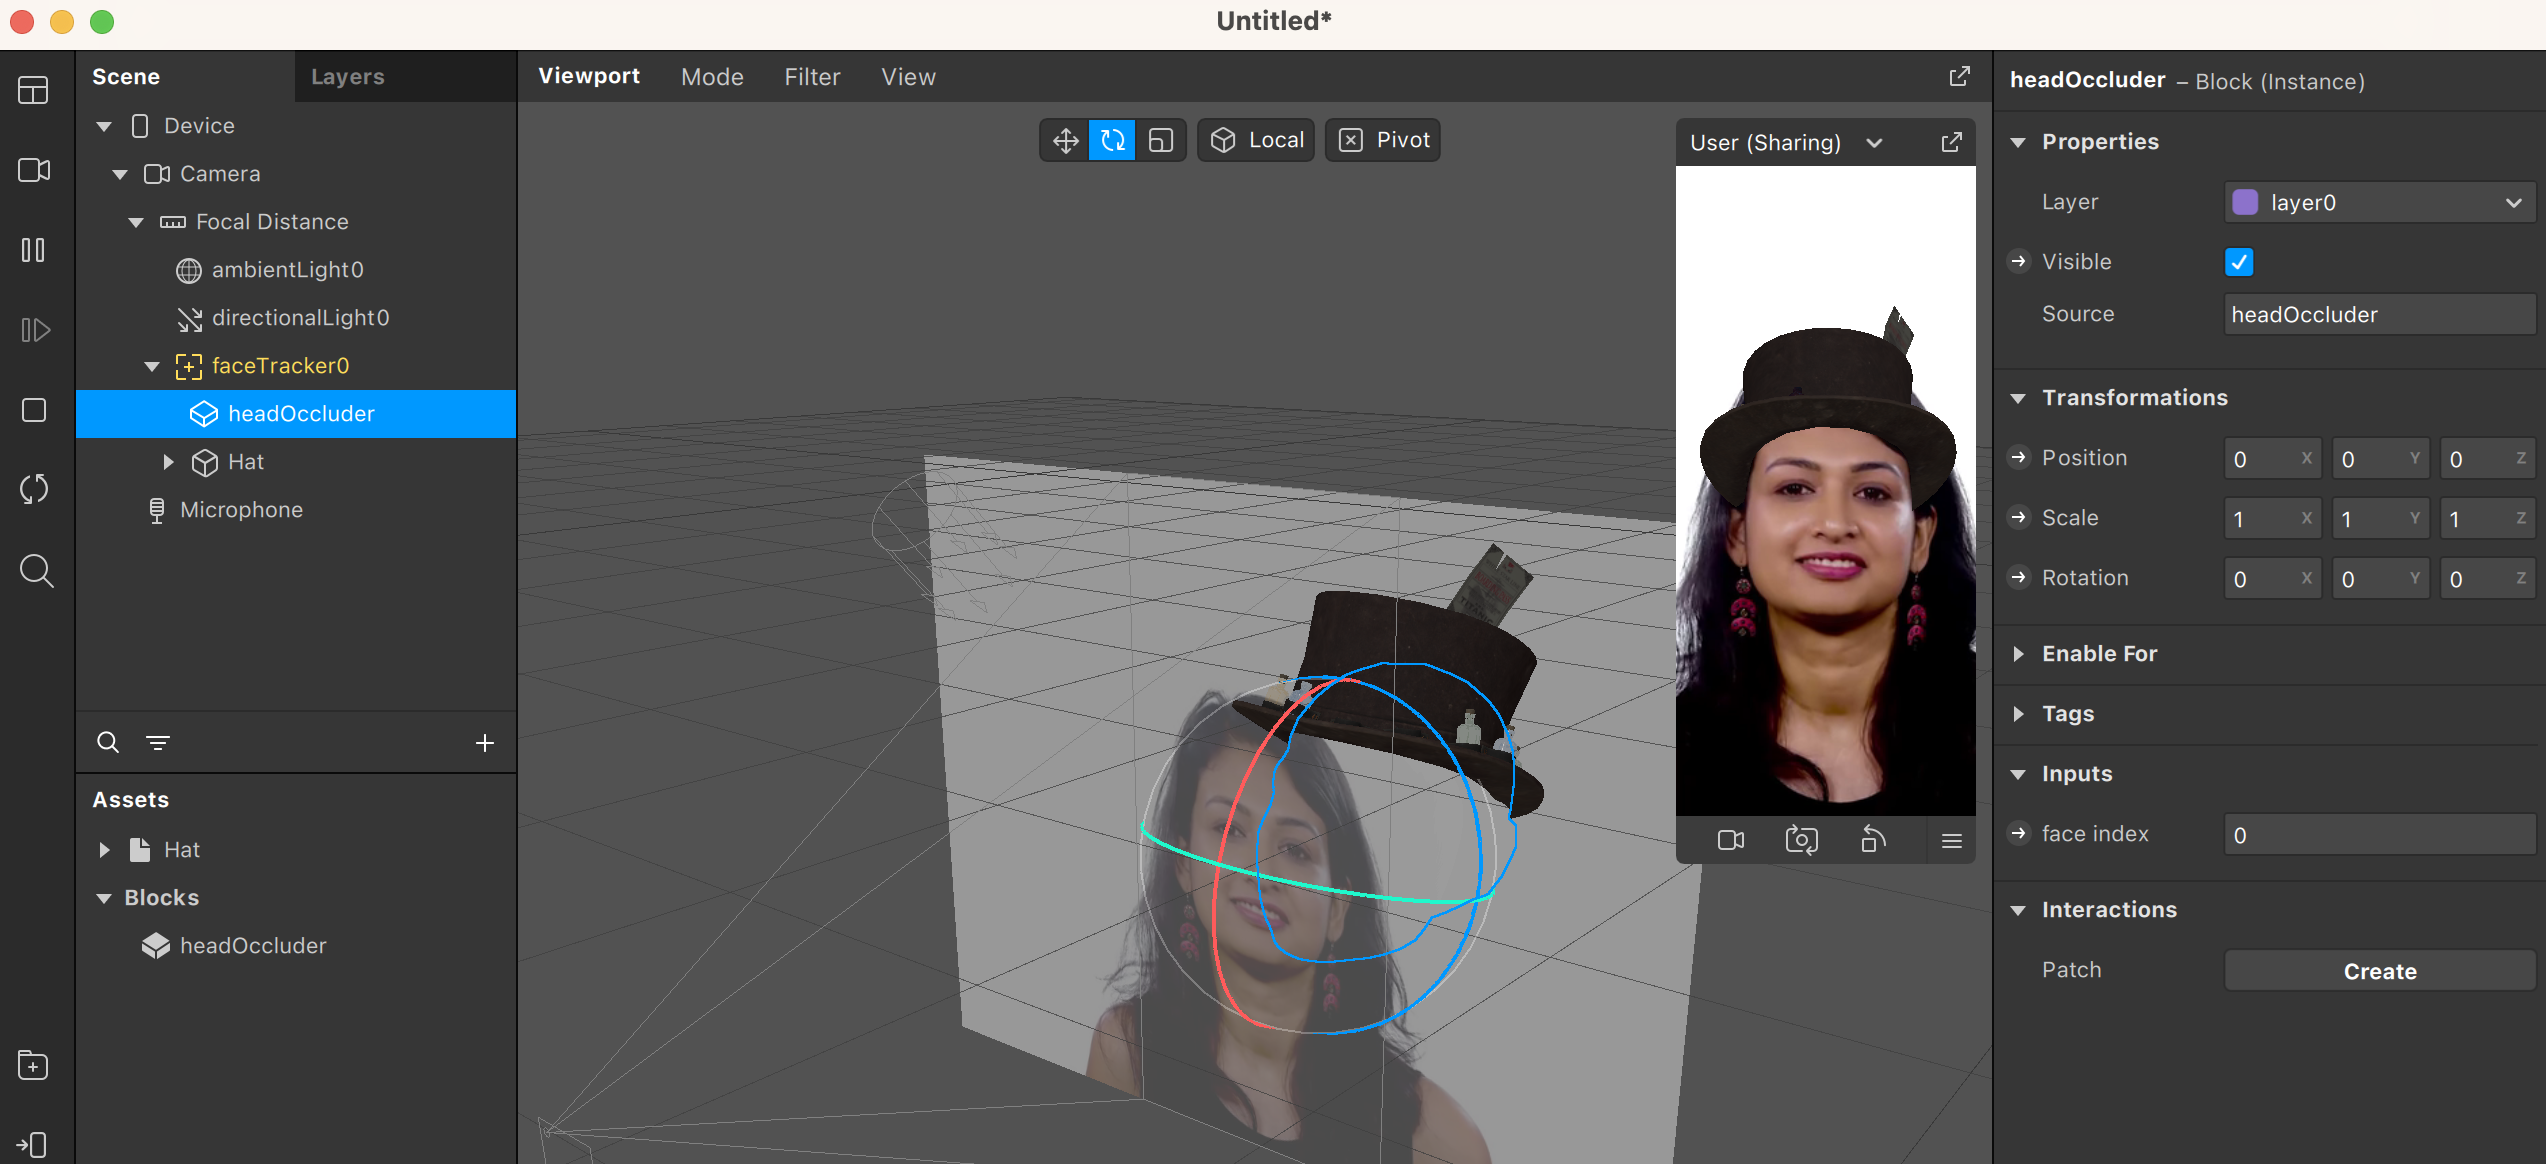 Untitled*
Scene
Layers
Device
Camera
Focal Distance
ambientLight0
directionalLight0
faceTracker0
headOccluder
Hat
Microphone
Assets
Hat
Blocks
headOccluder
Viewport Mode Filter View
Local
Pivot
User (Sharing)
headOccluder – Block (Instance)
Properties
Layer
layer0
Visible
Source
headOccluder
Transformations
Position
0 X 0 Y 0 Z
Scale
1 X 1 Y 1 Z
Rotation
0 X 0 Y 0 Z
Enable For
Tags
Inputs
face index
0
Interactions
Patch
Create